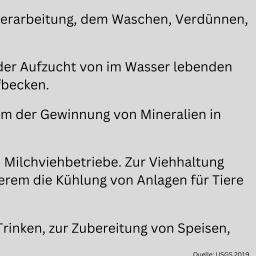 erarbeitung, dem Waschen, Verdünnen,
der Aufzucht von im Wasser lebenden
fbecken.
m der Gewinnung von Mineralien in
Milchviehbetriebe. Zur Viehhaltung
erem die Kühlung von Anlagen für Tiere
Trinken, zur Zubereitung von Speisen,
Quelle: USGS 2019